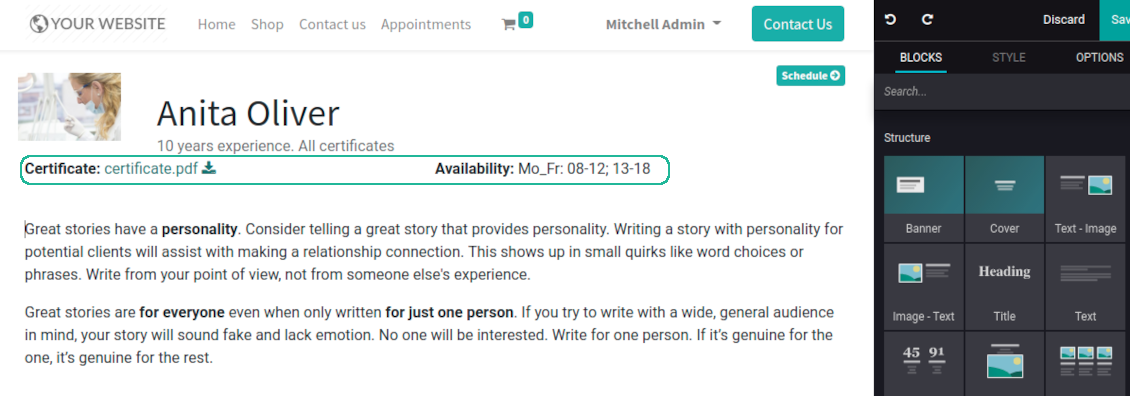 YOUR WEBSITE Home Shop Contact us Appointments 0 Mitchell Admin Contact Us
Discard Sav
BLOCKS STYLE OPTIONS
Search...
Schedule
Anita Oliver
10 years experience. All certificates
Certificate: certificate.pdf Availability: Mo_Fr: 08-12; 13-18
Great stories have a personality. Consider telling a great story that provides personality. Writing a story with personality for
potential clients will assist with making a relationship connection. This shows up in small quirks like word choices or
phrases. Write from your point of view, not from someone else's experience.
Great stories are for everyone even when only written for just one person. If you try to write with a wide, general audience
in mind, your story will sound fake and lack emotion. No one will be interested. Write for one person. If it's genuine for the
one, it's genuine for the rest.
Structure
Banner Cover Text - Image
Heading
Image - Text Title Text
45 91